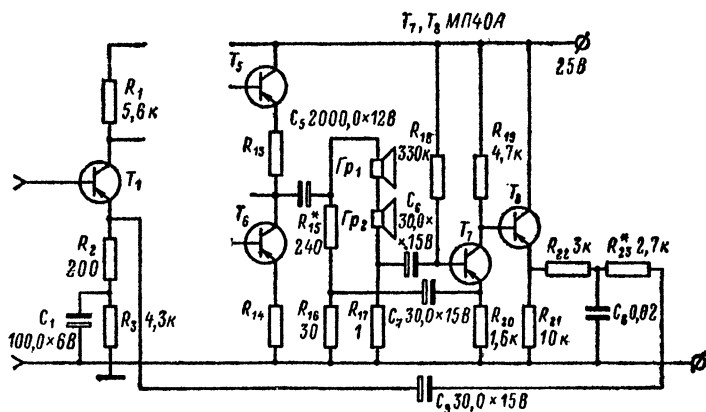 T₇, T₈ МП40А
25В
R₁
5,6к
T₁
R₂
200
C₁
100,0×6В
R₃
4,3к
T₅
R₁₃
T₆
R₁₄
C₅ 2000,0×12В
R₁₅*
240
Гр₁
Гр₂
R₁₆
30
R₁₇
1
R₁₈
330к
C₆
30,0×
×15В
C₇ 30,0×15В
T₇
R₁₉
4,7к
T₈
R₂₀
1,6к
R₂₁
10к
R₂₂ 3к
R₂₃* 2,7к
C₈ 0,02
C₉ 30,0×15В